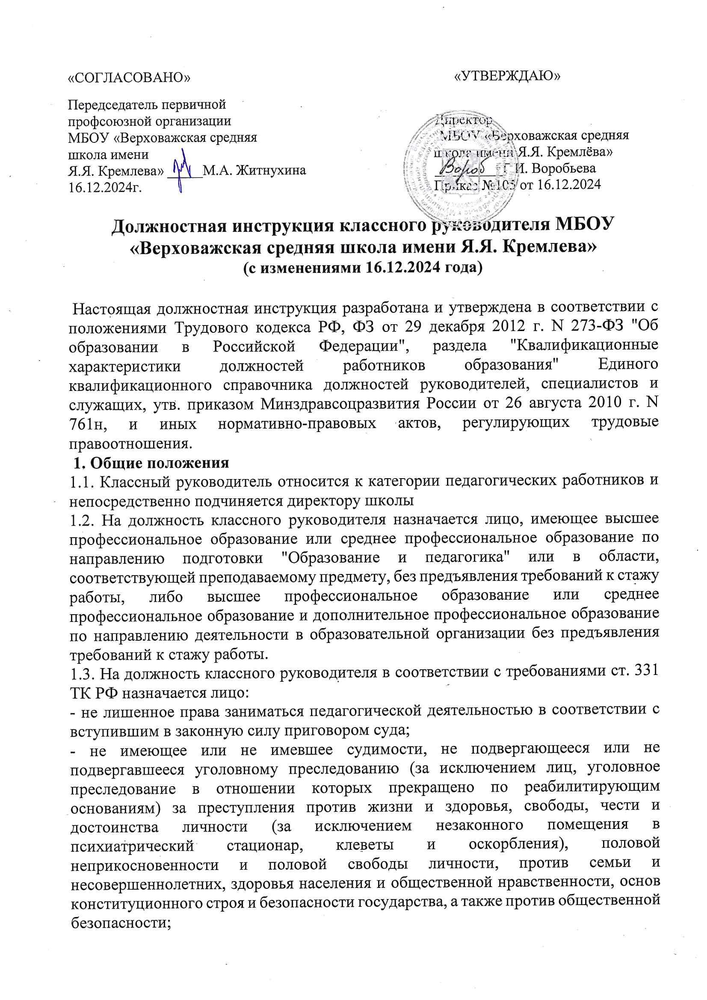 «СОГЛАСОВАНО»
Передседатель первичной
профсоюзной организации
МБОУ «Верховажская средняя
школа имени
Я.Я. Кремлева» _____М.А. Житнухина
16.12.2024г.
«УТВЕРЖДАЮ»
Директор
МБОУ «Верховажская средняя
школа имени Я.Я. Кремлёва»
Вороб И. Воробьева
Приказ №105 от 16.12.2024
Должностная инструкция классного руководителя МБОУ
«Верховажская средняя школа имени Я.Я. Кремлева»
(с изменениями 16.12.2024 года)
Настоящая должностная инструкция разработана и утверждена в соответствии с
положениями Трудового кодекса РФ, ФЗ от 29 декабря 2012 г. N 273-ФЗ "Об
образовании в Российской Федерации", раздела "Квалификационные
характеристики должностей работников образования" Единого
квалификационного справочника должностей руководителей, специалистов и
служащих, утв. приказом Минздравсоцразвития России от 26 августа 2010 г. N
761н, и иных нормативно-правовых актов, регулирующих трудовые
правоотношения.
1. Общие положения
1.1. Классный руководитель относится к категории педагогических работников и
непосредственно подчиняется директору школы
1.2. На должность классного руководителя назначается лицо, имеющее высшее
профессиональное образование или среднее профессиональное образование по
направлению подготовки "Образование и педагогика" или в области,
соответствующей преподаваемому предмету, без предъявления требований к стажу
работы, либо высшее профессиональное образование или среднее
профессиональное образование и дополнительное профессиональное образование
по направлению деятельности в образовательной организации без предъявления
требований к стажу работы.
1.3. На должность классного руководителя в соответствии с требованиями ст. 331
ТК РФ назначается лицо:
- не лишенное права заниматься педагогической деятельностью в соответствии с
вступившим в законную силу приговором суда;
- не имеющее или не имевшее судимости, не подвергающееся или не
подвергавшееся уголовному преследованию (за исключением лиц, уголовное
преследование в отношении которых прекращено по реабилитирующим
основаниям) за преступления против жизни и здоровья, свободы, чести и
достоинства личности (за исключением незаконного помещения в
психиатрический стационар, клеветы и оскорбления), половой
неприкосновенности и половой свободы личности, против семьи и
несовершеннолетних, здоровья населения и общественной нравственности, основ
конституционного строя и безопасности государства, а также против общественной
безопасности;